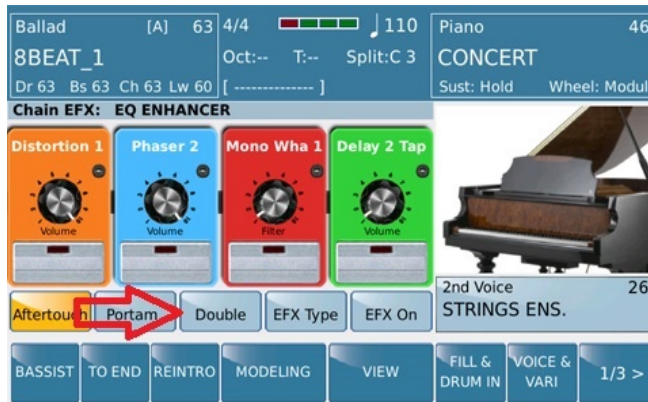 Ballad [A] 63
8BEAT_1
Dr 63 Bs 63 Ch 63 Lw 60
4/4 110
Oct:-- T:-- Split:C 3
[ -------------- ]
Piano 46
CONCERT
Sust: Hold Wheel: Modul
Chain EFX: EQ ENHANCER
Distortion 1 Phaser 2 Mono Wha 1 Delay 2 Tap
Volume Volume Filter Volume
2nd Voice 26
STRINGS ENS.
Aftertouch Portam Double EFX Type EFX On
BASSIST TO END REINTRO MODELING VIEW FILL & DRUM IN VOICE & VARI 1/3 >